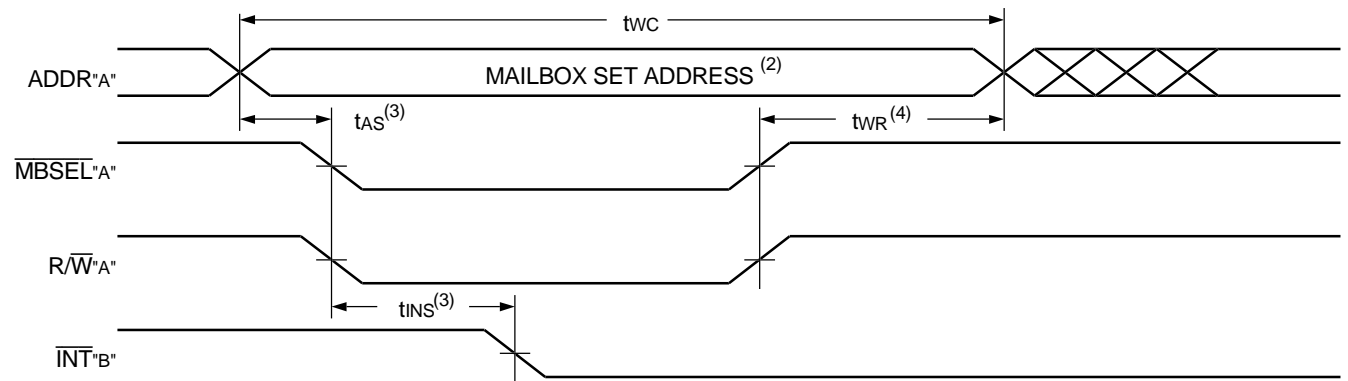 tWC
ADDR"A"
MAILBOX SET ADDRESS (2)
tAS(3)
tWR(4)
MBSEL"A"
R/W"A"
tINS(3)
INT"B"